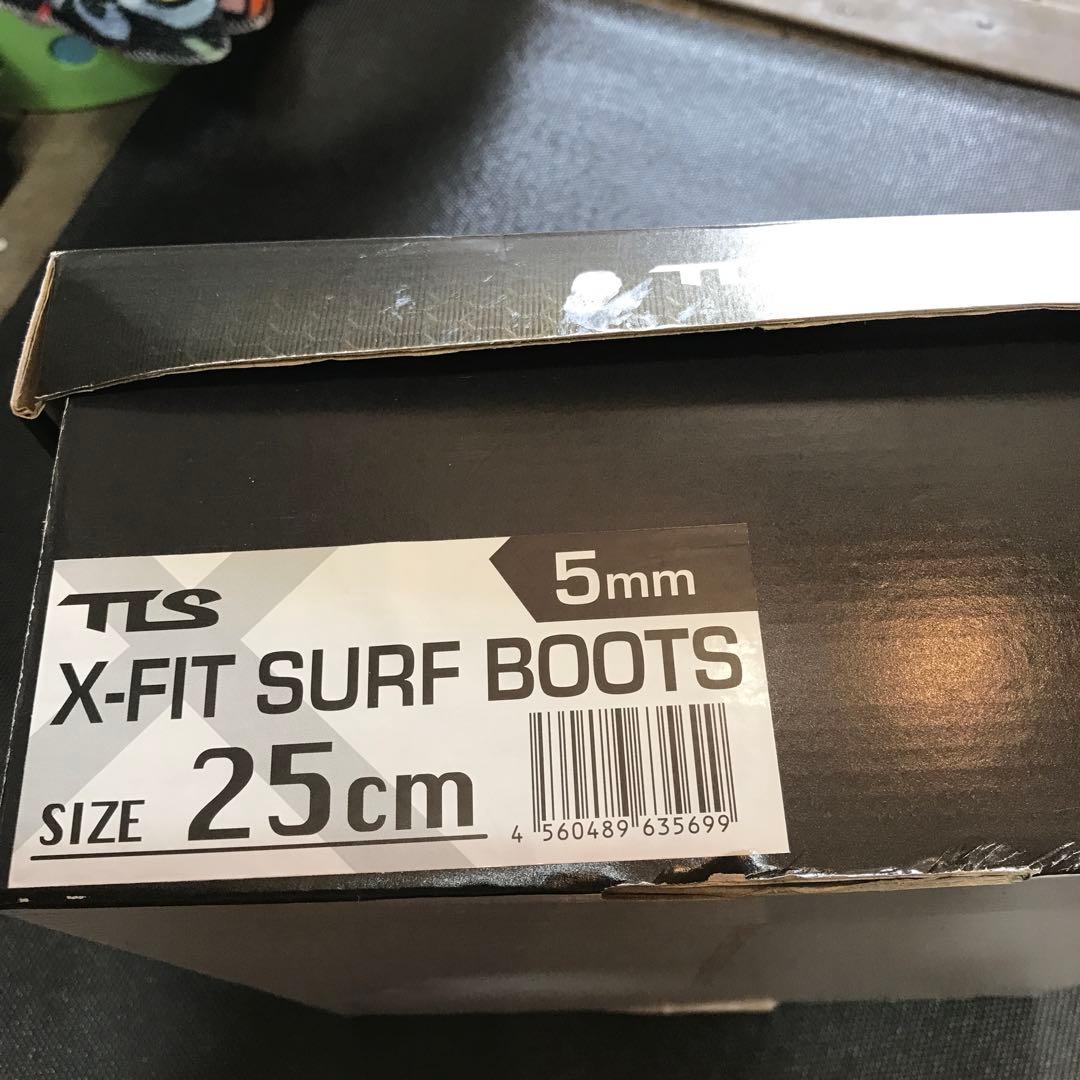 TLS
5mm
X-FIT SURF BOOTS
SIZE 25cm
4 560489 635699